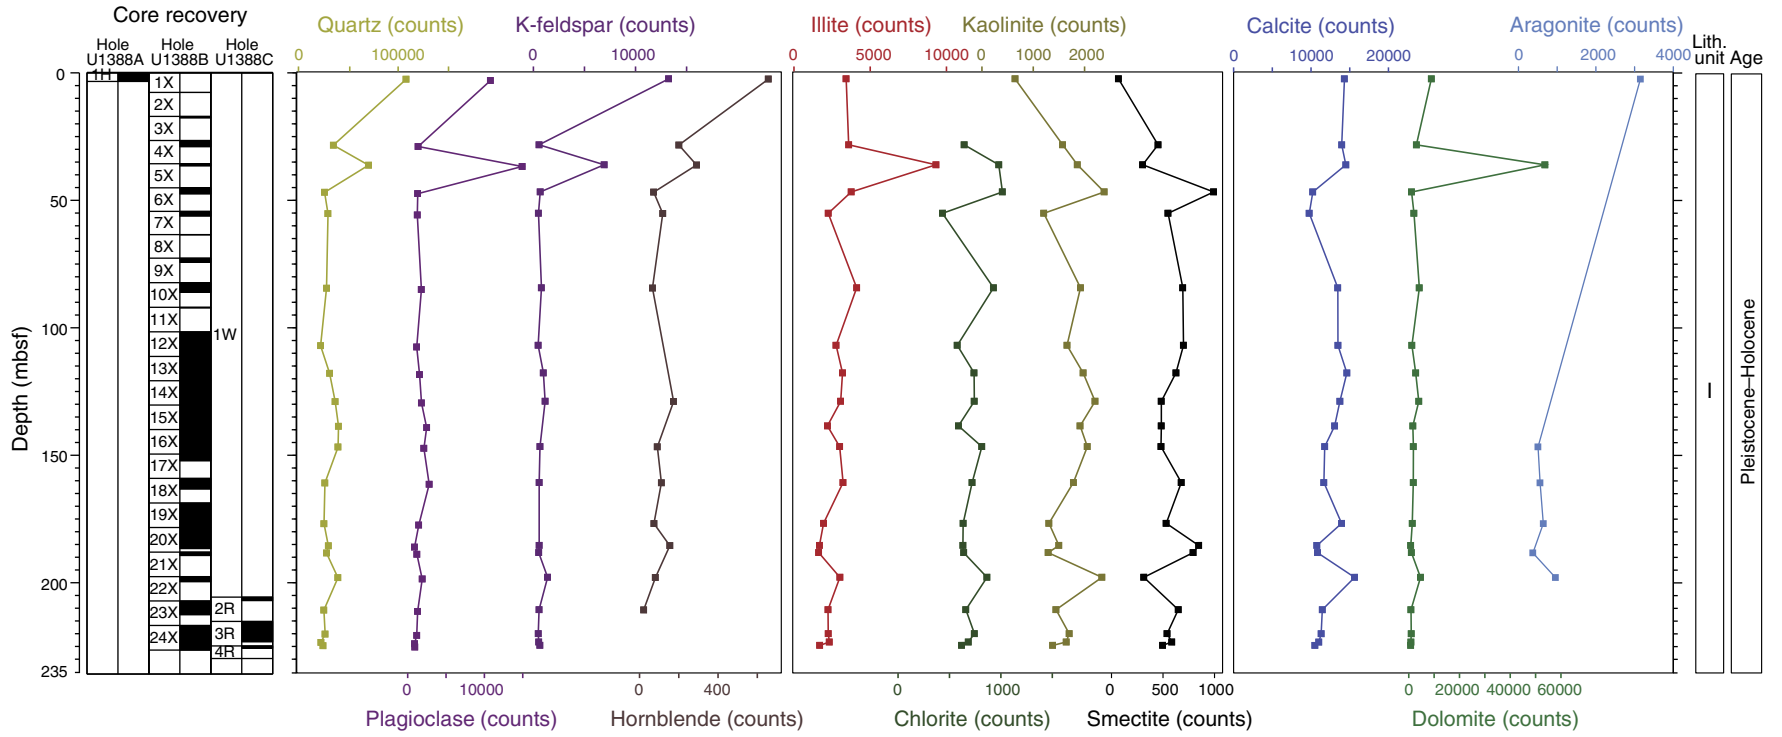 Core recovery
Hole U1388A
Hole U1388B
Hole U1388C
Quartz (counts)
0 100000
K-feldspar (counts)
0 10000
Illite (counts)
0 5000 10000
Kaolinite (counts)
0 1000 2000
Calcite (counts)
0 10000 20000
Aragonite (counts)
0 2000 4000
Lith. unit
Age
Depth (mbsf)
0
50
100
150
200
235
1H
1X
2X
3X
4X
5X
6X
7X
8X
9X
10X
11X
12X
13X
14X
15X
16X
17X
18X
19X
20X
21X
22X
23X
24X
1W
2R
3R
4R
I
Pleistocene–Holocene
0 10000
Plagioclase (counts)
0 400
Hornblende (counts)
0 1000
Chlorite (counts)
0 500 1000
Smectite (counts)
0 20000 40000 60000
Dolomite (counts)